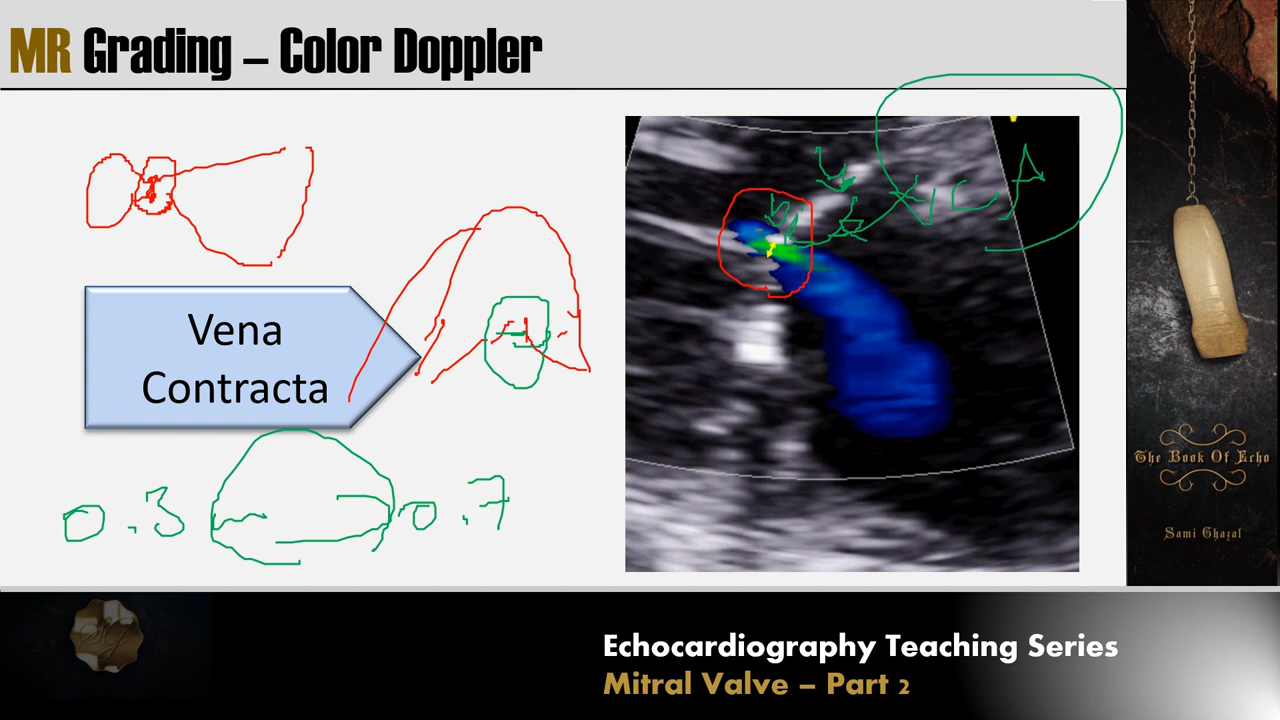 MR Grading – Color Doppler
Vena
Contracta
0.3
0.7
The Book Of Echo
Sami Ghazal
Echocardiography Teaching Series
Mitral Valve – Part 2